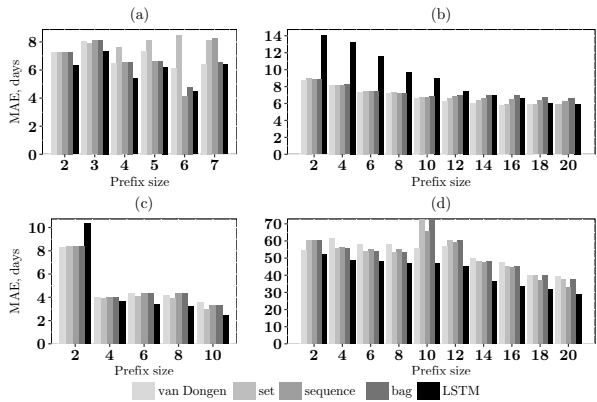 (a) (b)
MAE, days
8
6
4
2
0
2 3 4 5 6 7
Prefix size
14
12
10
8
6
4
2
0
2 4 6 8 10 12 14 16 18 20
Prefix size
(c) (d)
MAE, days
10
8
6
4
2
0
2 4 6 8 10
Prefix size
70
60
50
40
30
20
10
0
2 4 6 8 10 12 14 16 18 20
Prefix size
van Dongen set sequence bag LSTM